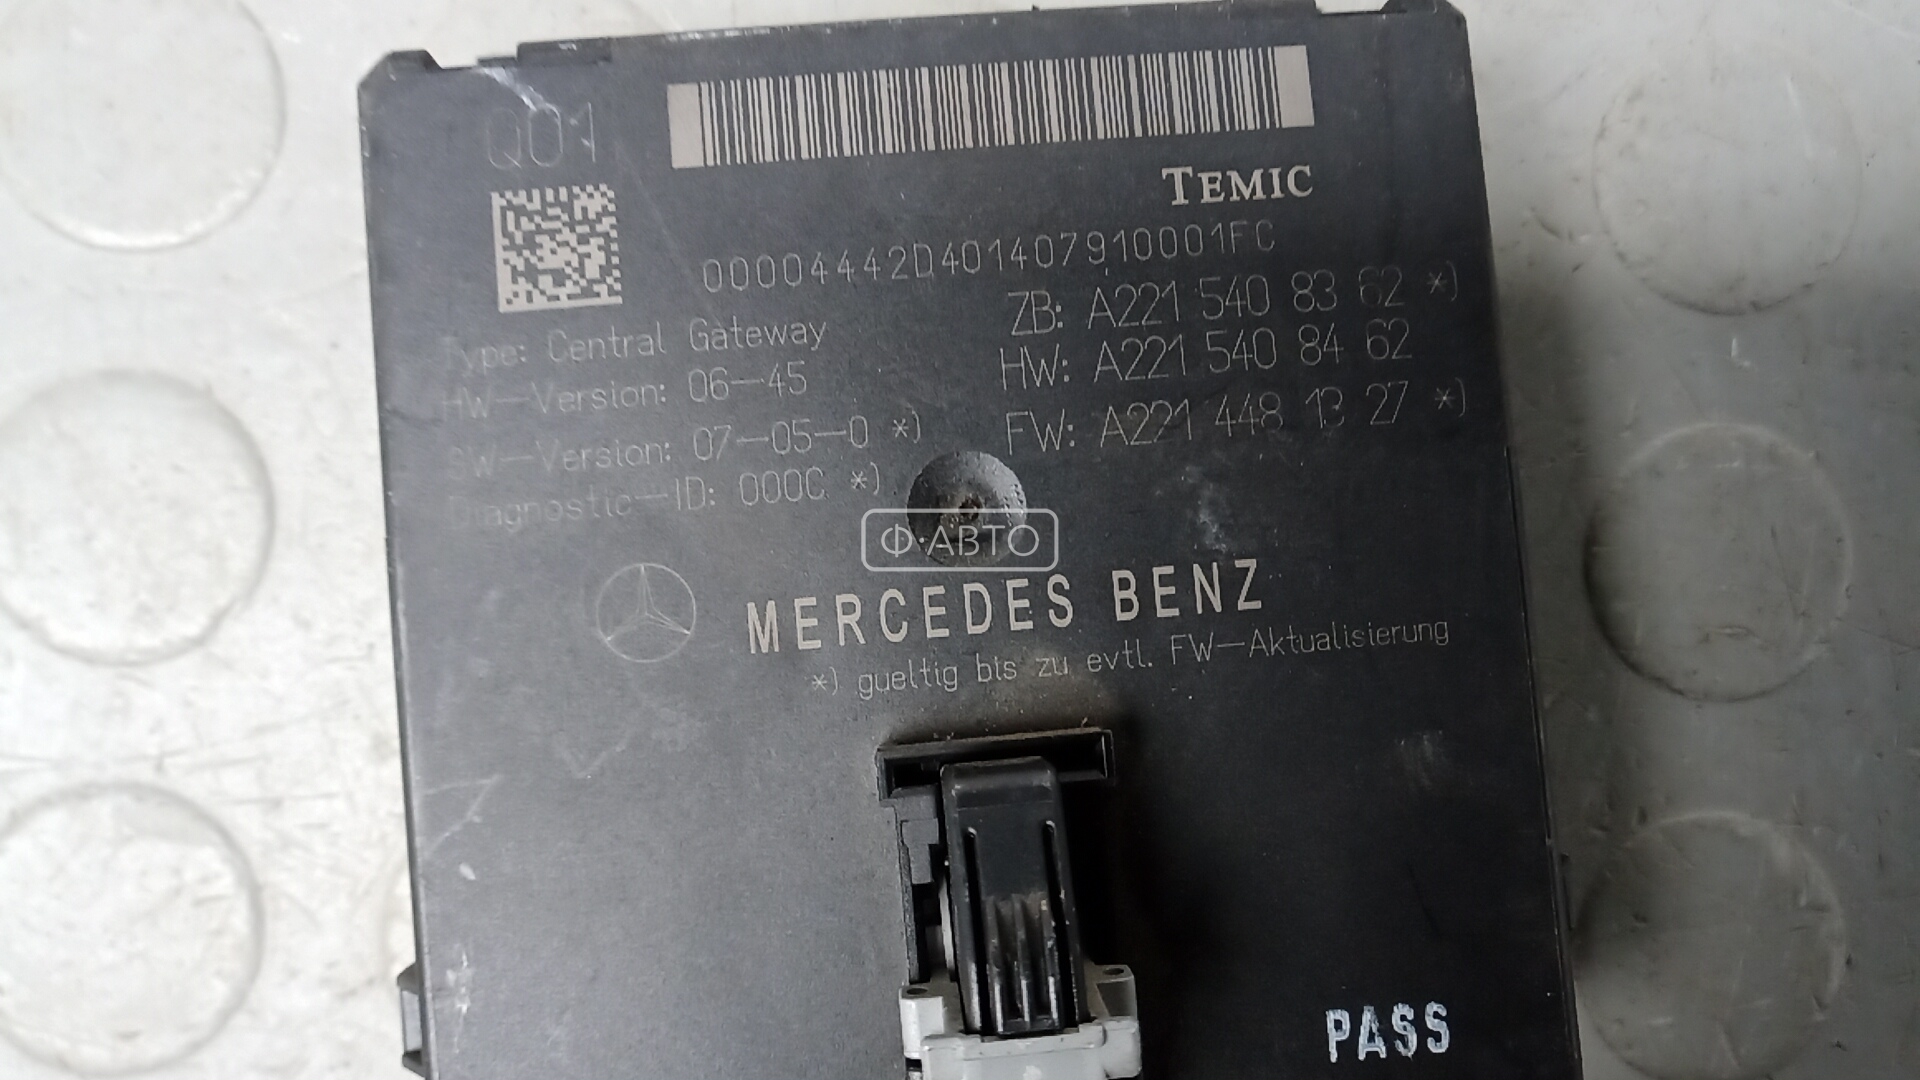 Q01
TEMIC
00004442D401407910001FC
ZB: A221 540 83 62 *)
Type: Central Gateway
HW: A221 540 84 62
HW-Version: 06-45
FW: A221 448 13 27 *)
SW-Version: 07-05-0 *)
Diagnostic-ID: 000C *)
Ф·АВТО
MERCEDES BENZ
*) gueltig bis zu evtl. FW-Aktualisierung
PASS